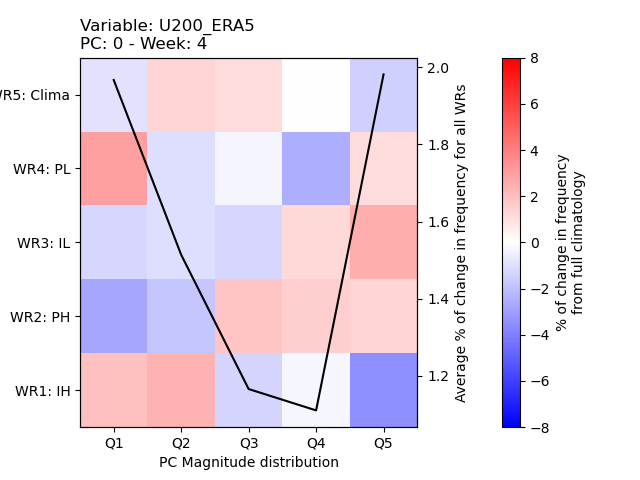 Variable: U200_ERA5
PC: 0 - Week: 4
WR5: Clima
WR4: PL
WR3: IL
WR2: PH
WR1: IH
Q1 Q2 Q3 Q4 Q5
PC Magnitude distribution
2.0
1.8
1.6
1.4
1.2
Average % of change in frequency for all WRs
8
6
4
2
0
−2
−4
−6
−8
% of change in frequency
from full climatology